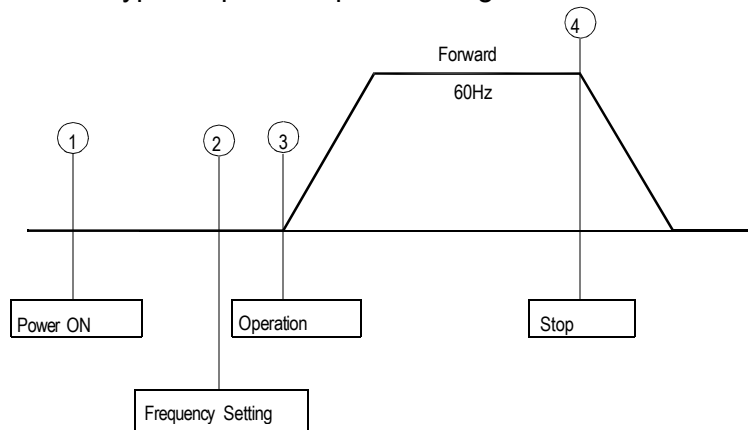 4
Forward
60Hz
1
2
3
Power ON
Operation
Stop
Frequency Setting